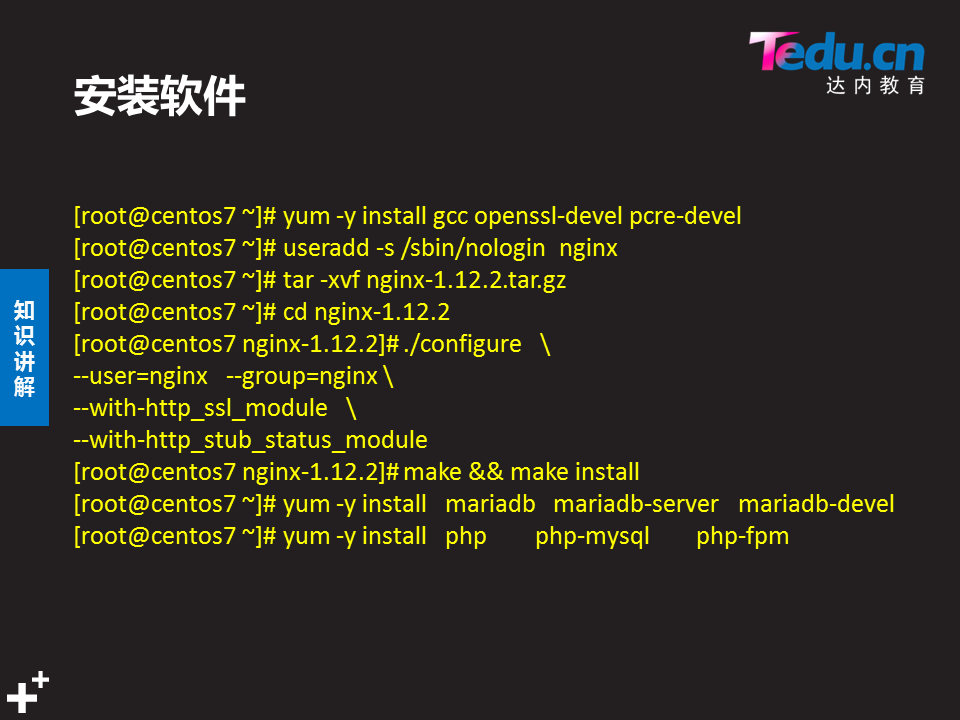 Tedu.cn
达内教育
安装软件
[root@centos7 ~]# yum -y install gcc openssl-devel pcre-devel
[root@centos7 ~]# useradd -s /sbin/nologin  nginx
[root@centos7 ~]# tar -xvf nginx-1.12.2.tar.gz
[root@centos7 ~]# cd nginx-1.12.2
[root@centos7 nginx-1.12.2]# ./configure   \
--user=nginx   --group=nginx \
--with-http_ssl_module   \
--with-http_stub_status_module
[root@centos7 nginx-1.12.2]# make && make install
[root@centos7 ~]# yum -y install   mariadb   mariadb-server   mariadb-devel
[root@centos7 ~]# yum -y install   php        php-mysql        php-fpm
知识讲解